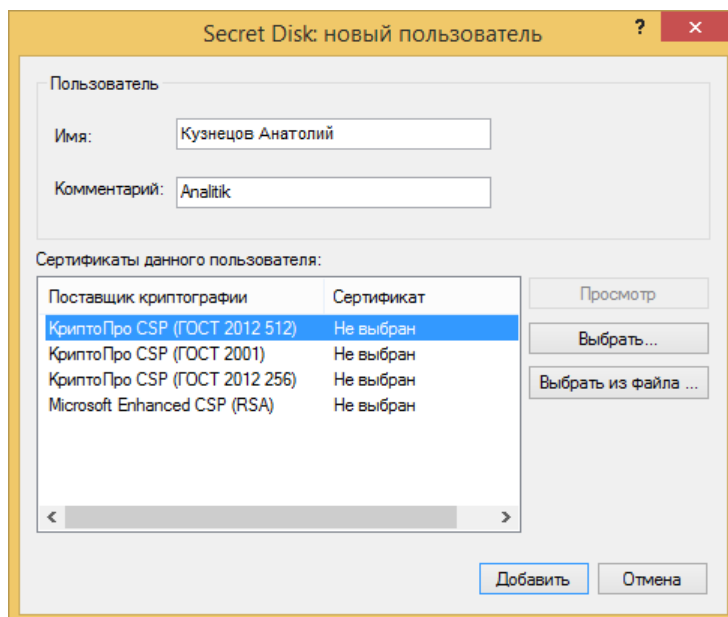 Secret Disk: новый пользователь ? ×
Пользователь
Имя: Кузнецов Анатолий
Комментарий: Analitik
Сертификаты данного пользователя:
Поставщик криптографии Сертификат
КриптоПро CSP (ГОСТ 2012 512) Не выбран
КриптоПро CSP (ГОСТ 2001) Не выбран
КриптоПро CSP (ГОСТ 2012 256) Не выбран
Microsoft Enhanced CSP (RSA) Не выбран
Просмотр
Выбрать...
Выбрать из файла ...
Добавить Отмена